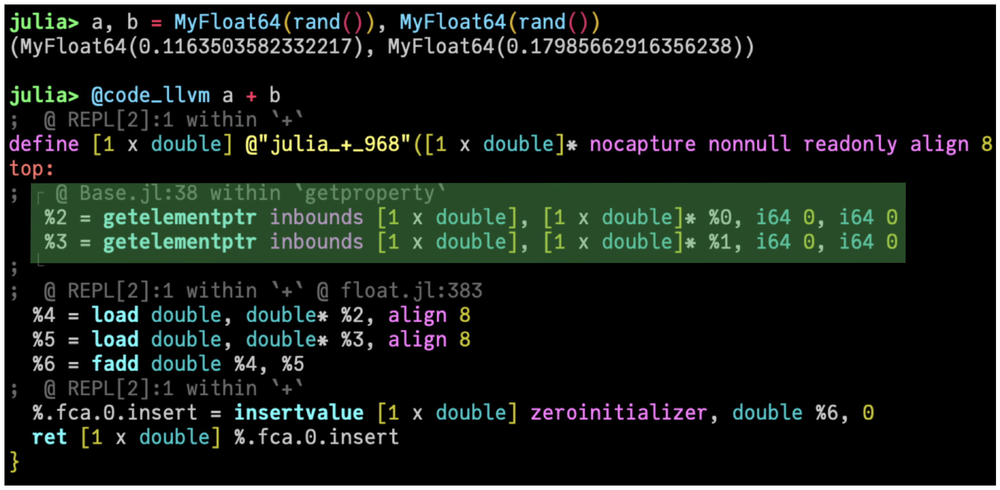 julia> a, b = MyFloat64(rand()), MyFloat64(rand())
(MyFloat64(0.1163503582332217), MyFloat64(0.17985662916356238))
julia> @code_llvm a + b
;  @ REPL[2]:1 within `+`
define [1 x double] @"julia_+_968"([1 x double]* nocapture nonnull readonly align 8
top:
; ┌ @ Base.jl:38 within `getproperty`
   %2 = getelementptr inbounds [1 x double], [1 x double]* %0, i64 0, i64 0
   %3 = getelementptr inbounds [1 x double], [1 x double]* %1, i64 0, i64 0
; └
;  @ REPL[2]:1 within `+` @ float.jl:383
  %4 = load double, double* %2, align 8
  %5 = load double, double* %3, align 8
  %6 = fadd double %4, %5
;  @ REPL[2]:1 within `+`
  %.fca.0.insert = insertvalue [1 x double] zeroinitializer, double %6, 0
  ret [1 x double] %.fca.0.insert
}